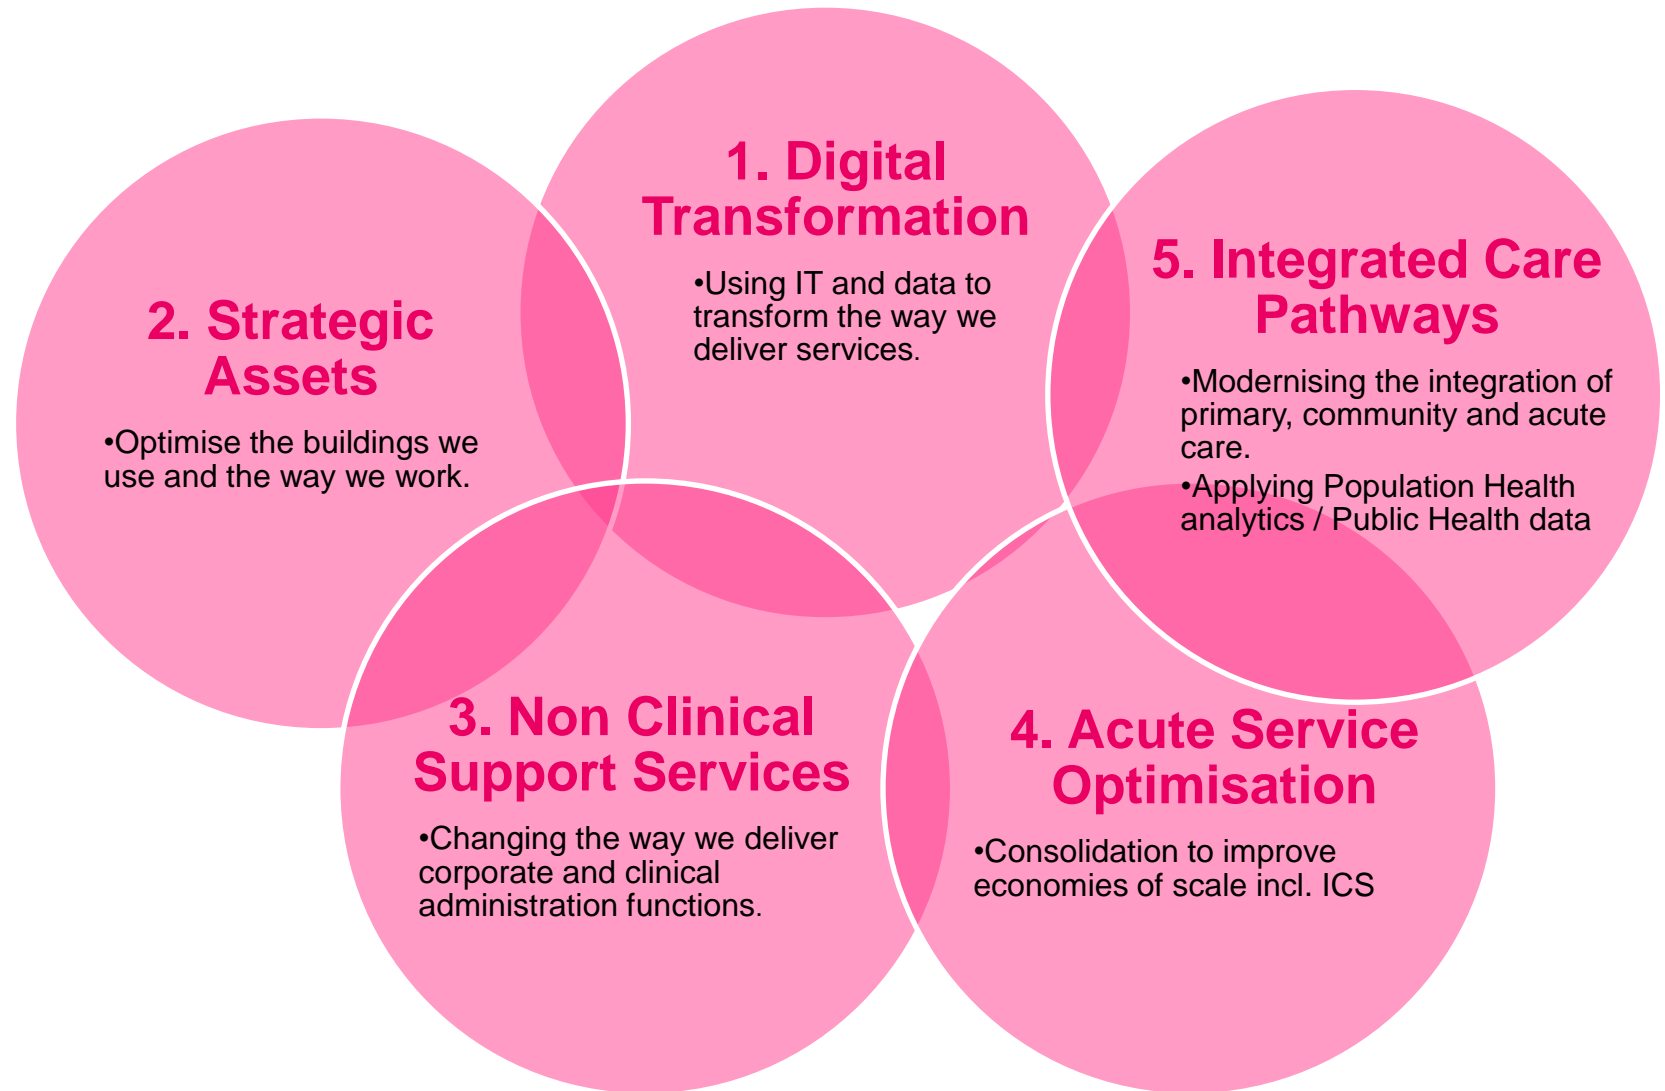 1. Digital
Transformation
•Using IT and data to
transform the way we
deliver services.
2. Strategic
Assets
•Optimise the buildings we
use and the way we work.
3. Non Clinical
Support Services
•Changing the way we deliver
corporate and clinical
administration functions.
4. Acute Service
Optimisation
•Consolidation to improve
economies of scale incl. ICS
5. Integrated Care
Pathways
•Modernising the integration of
primary, community and acute
care.
•Applying Population Health
analytics / Public Health data